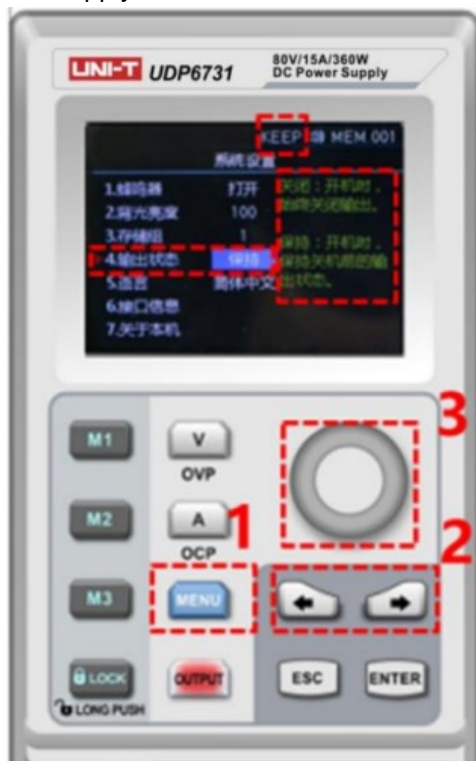 UNI-T UDP6731
80V/15A/360W
DC Power Supply
KEEP MEM 001
系统设置
1.蜂鸣器 打开
2.背光亮度 100
3.存储组 1
4.输出状态 保持
5.语言 简体中文
6.接口信息
7.关于本机
关闭：开机时，
始终关闭输出。
保持：开机时，
保持关机前的输
出状态。
M1
V
OVP
3
M2
A
OCP
1
2
M3
MENU
LOCK
LONG PUSH
OUTPUT
ESC
ENTER